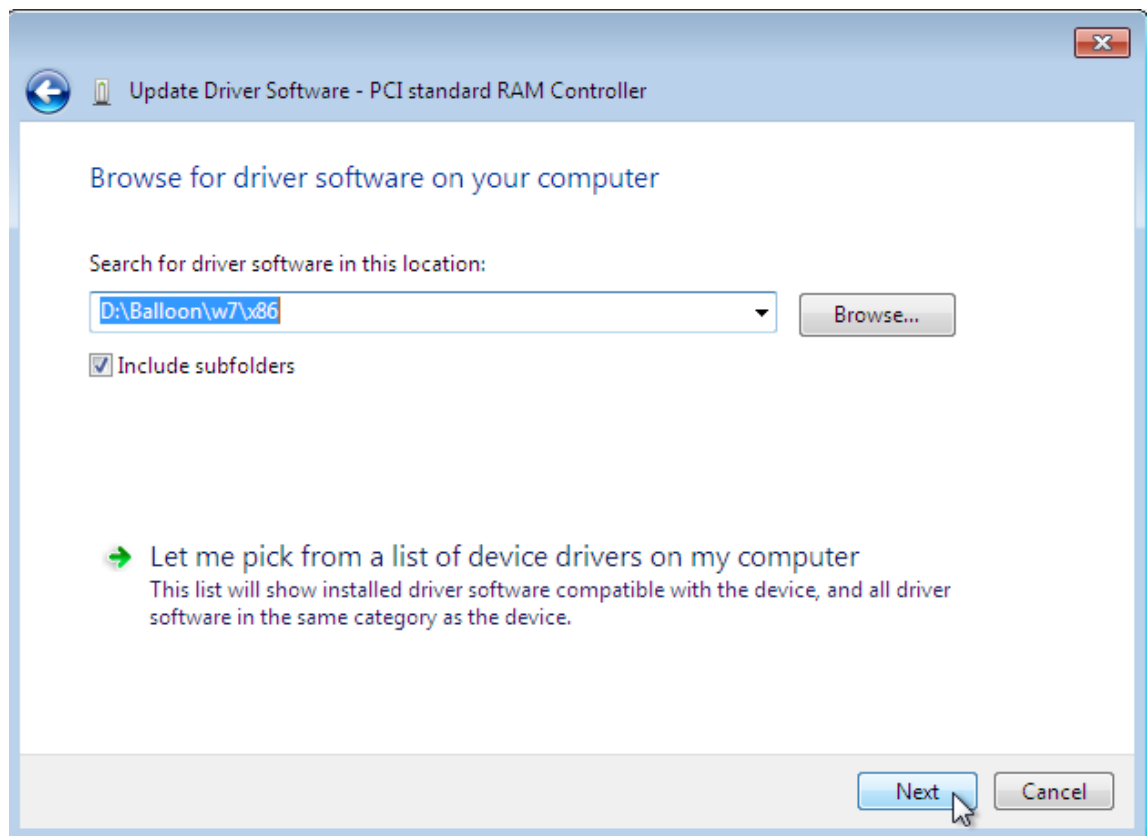 Update Driver Software - PCI standard RAM Controller
Browse for driver software on your computer
Search for driver software in this location:
D:\Balloon\w7\x86
Browse...
Include subfolders
Let me pick from a list of device drivers on my computer
This list will show installed driver software compatible with the device, and all driver
software in the same category as the device.
Next
Cancel